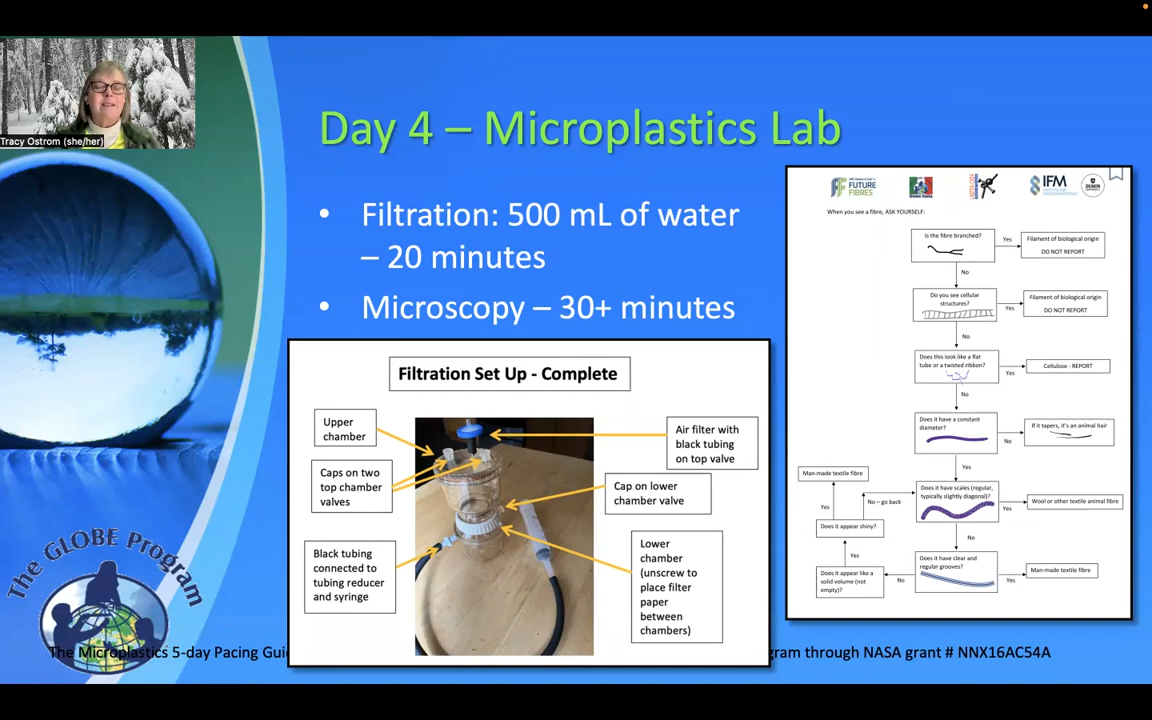 Tracy Ostrom (she/her)
Day 4 – Microplastics Lab
• Filtration: 500 mL of water
– 20 minutes
• Microscopy – 30+ minutes
Filtration Set Up - Complete
Upper
chamber
Caps on two
top chamber
valves
Black tubing
connected to
tubing reducer
and syringe
Air filter with
black tubing
on top valve
Cap on lower
chamber valve
Lower
chamber
(unscrew to
place filter
paper
between
chambers)
FUTURE
FIBRES
IFM
DEAKIN
When you see a fibre, ASK YOURSELF:
Is the fibre branched?
Yes
Filament of biological origin
DO NOT REPORT
No
Do you see cellular
structures?
Yes
Filament of biological origin
DO NOT REPORT
No
Does this look like a flat
tube or a twisted ribbon?
Yes
Cellulose - REPORT
No
Does it have a constant
diameter?
No
If it tapers, it's an animal hair
Yes
Man-made textile fibre
Does it have scales (regular,
typically slightly diagonal)?
Yes
Wool or other textile animal fibre
No – go back
Yes
Does it appear shiny?
No
Yes
Does it have clear and
regular grooves?
Yes
Man-made textile fibre
No
Does it appear like a
solid volume (not
empty)?
The GLOBE Program
The Microplastics 5-day Pacing Gui
gram through NASA grant # NNX16AC54A